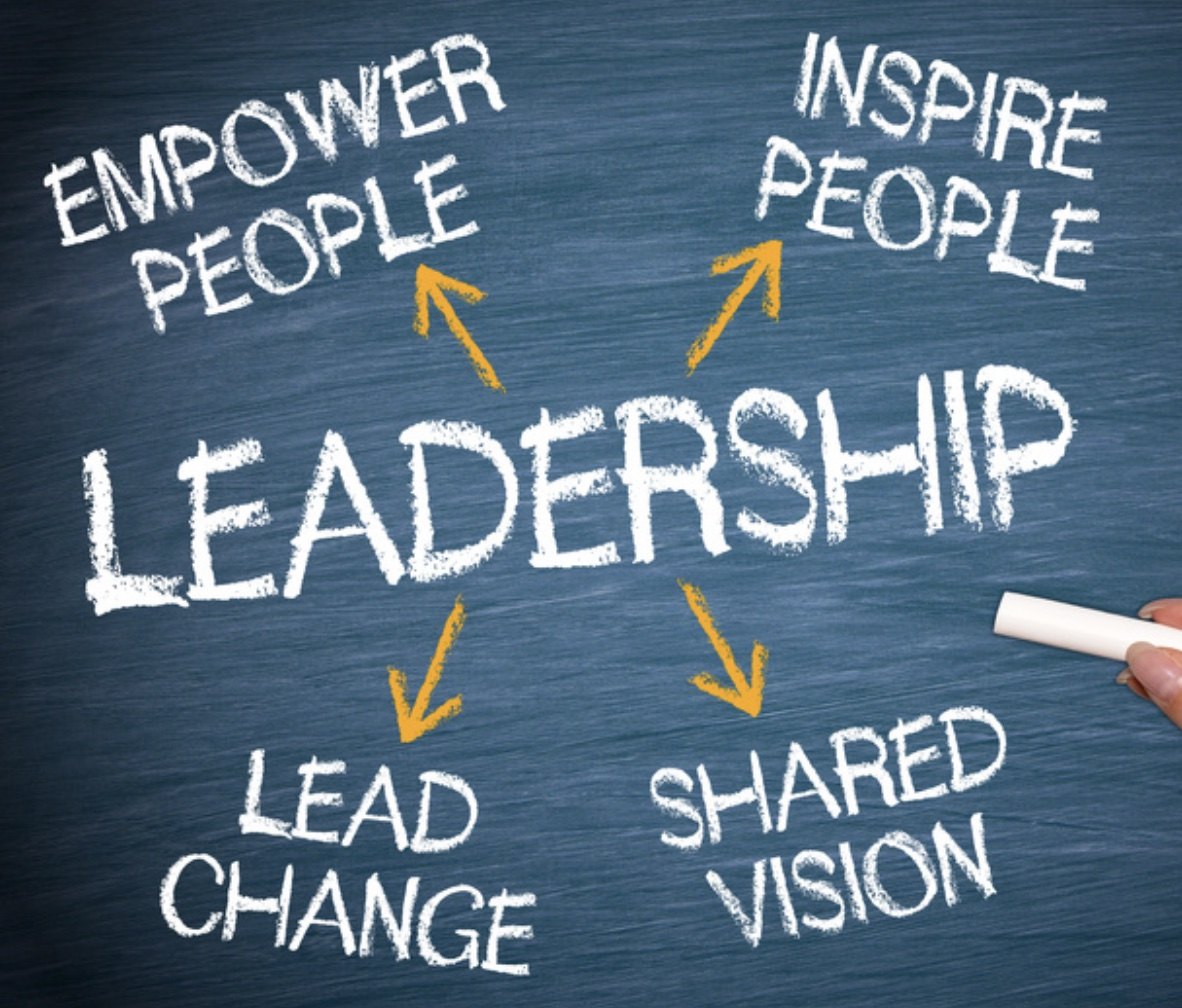 EMPOWER
PEOPLE
INSPIRE
PEOPLE
LEADERSHIP
LEAD
CHANGE
SHARED
VISION